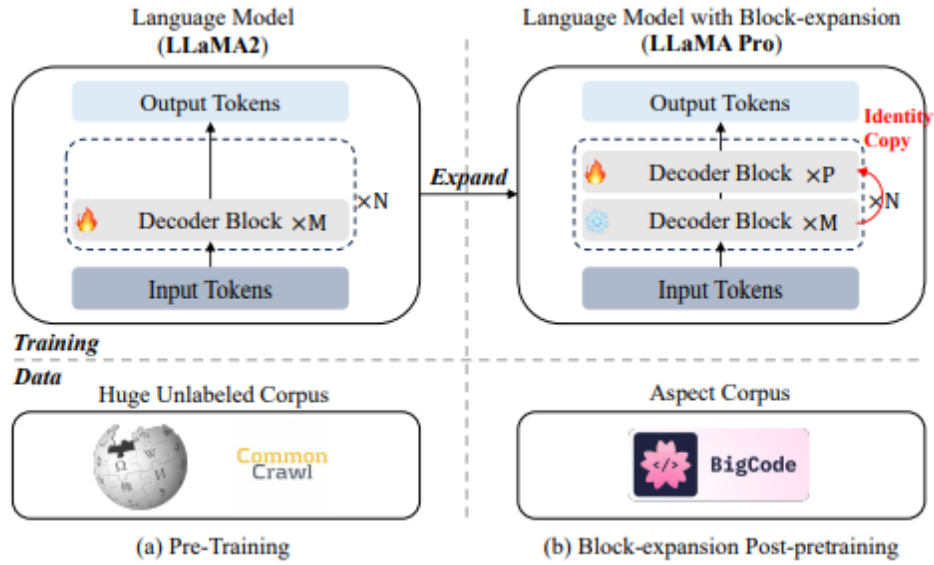 Language Model
(LLaMA2)
Output Tokens
Decoder Block ×M
×N
Input Tokens
Expand
Language Model with Block-expansion
(LLaMA Pro)
Output Tokens
Identity
Copy
Decoder Block ×P
Decoder Block ×M
×N
Input Tokens
Training
Data
Huge Unlabeled Corpus
Common
Crawl
Aspect Corpus
</>
BigCode
(a) Pre-Training
(b) Block-expansion Post-pretraining